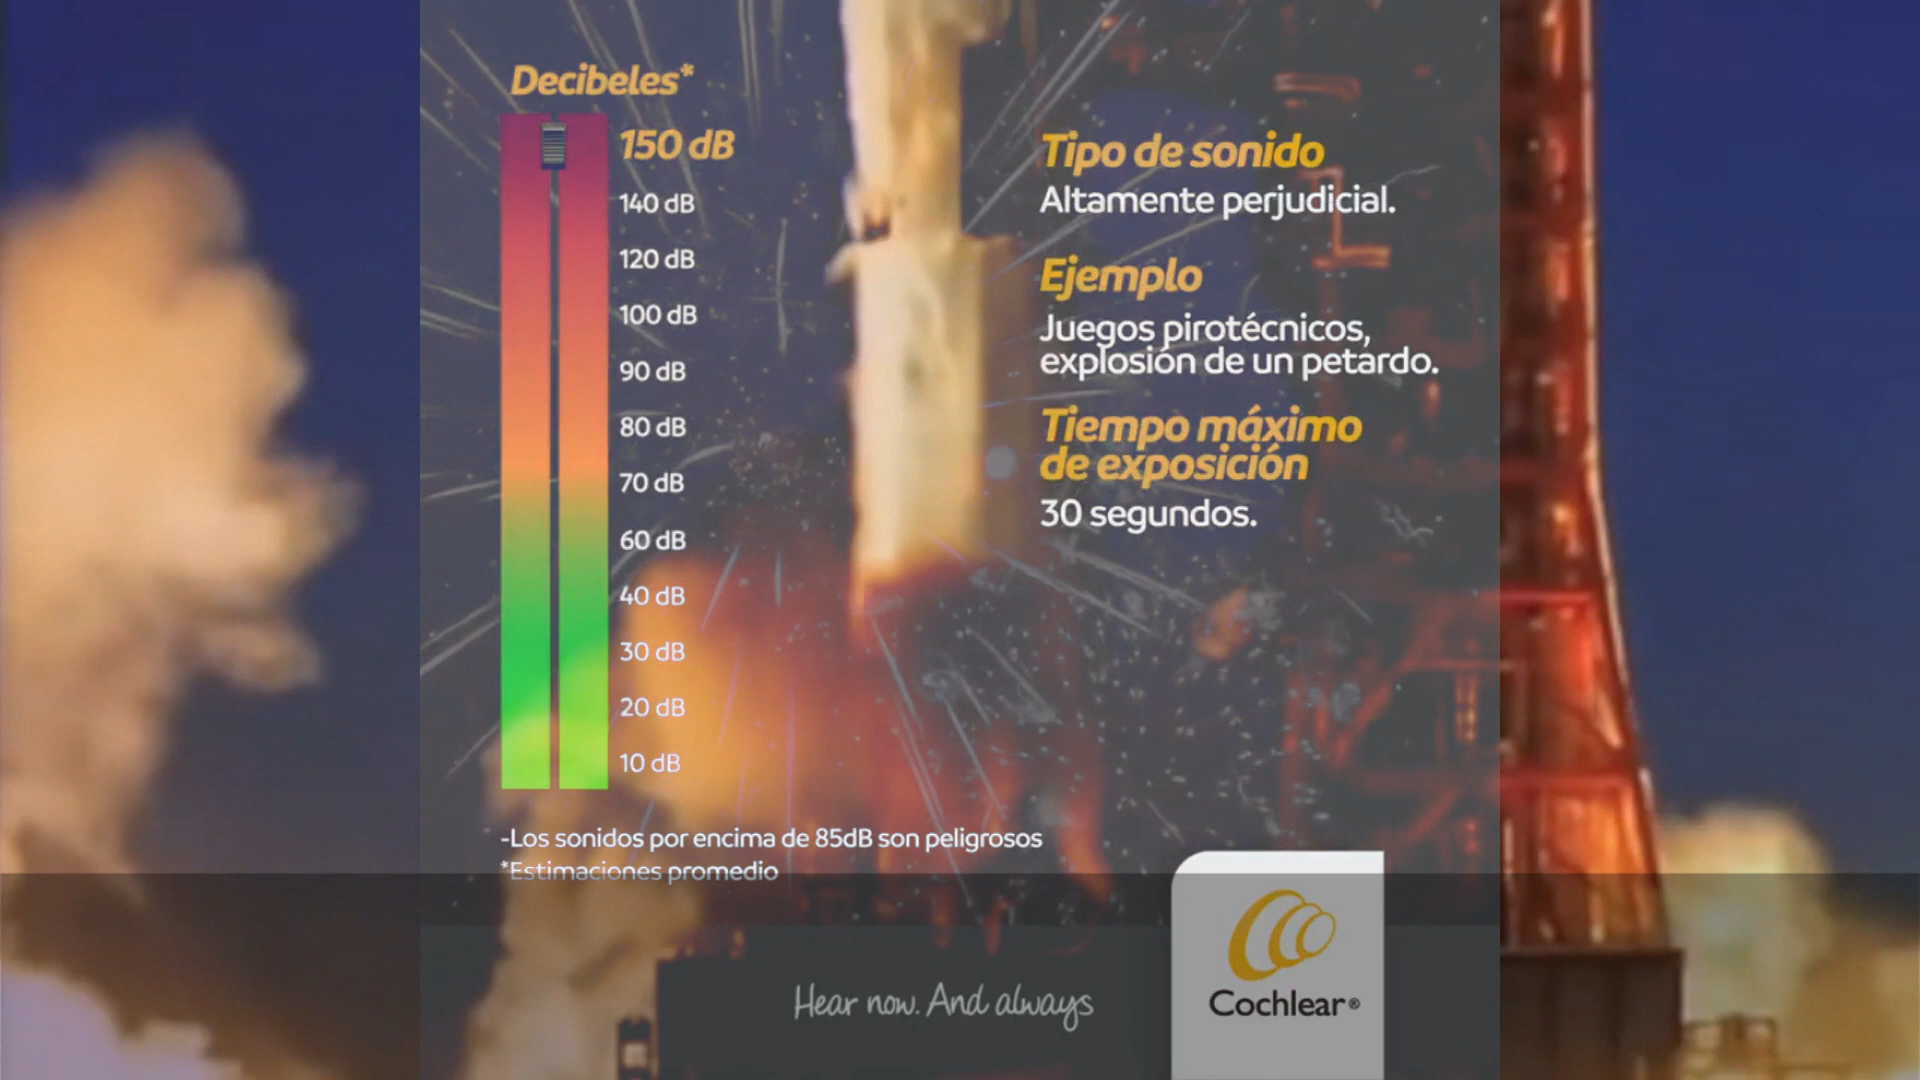 Decibeles*
150 dB
140 dB
120 dB
100 dB
90 dB
80 dB
70 dB
60 dB
40 dB
30 dB
20 dB
10 dB
-Los sonidos por encima de 85dB son peligrosos
*Estimaciones promedio
Tipo de sonido
Altamente perjudicial.
Ejemplo
Juegos pirotécnicos,
explosión de un petardo.
Tiempo máximo
de exposición
30 segundos.
Hear now. And always
Cochlear®